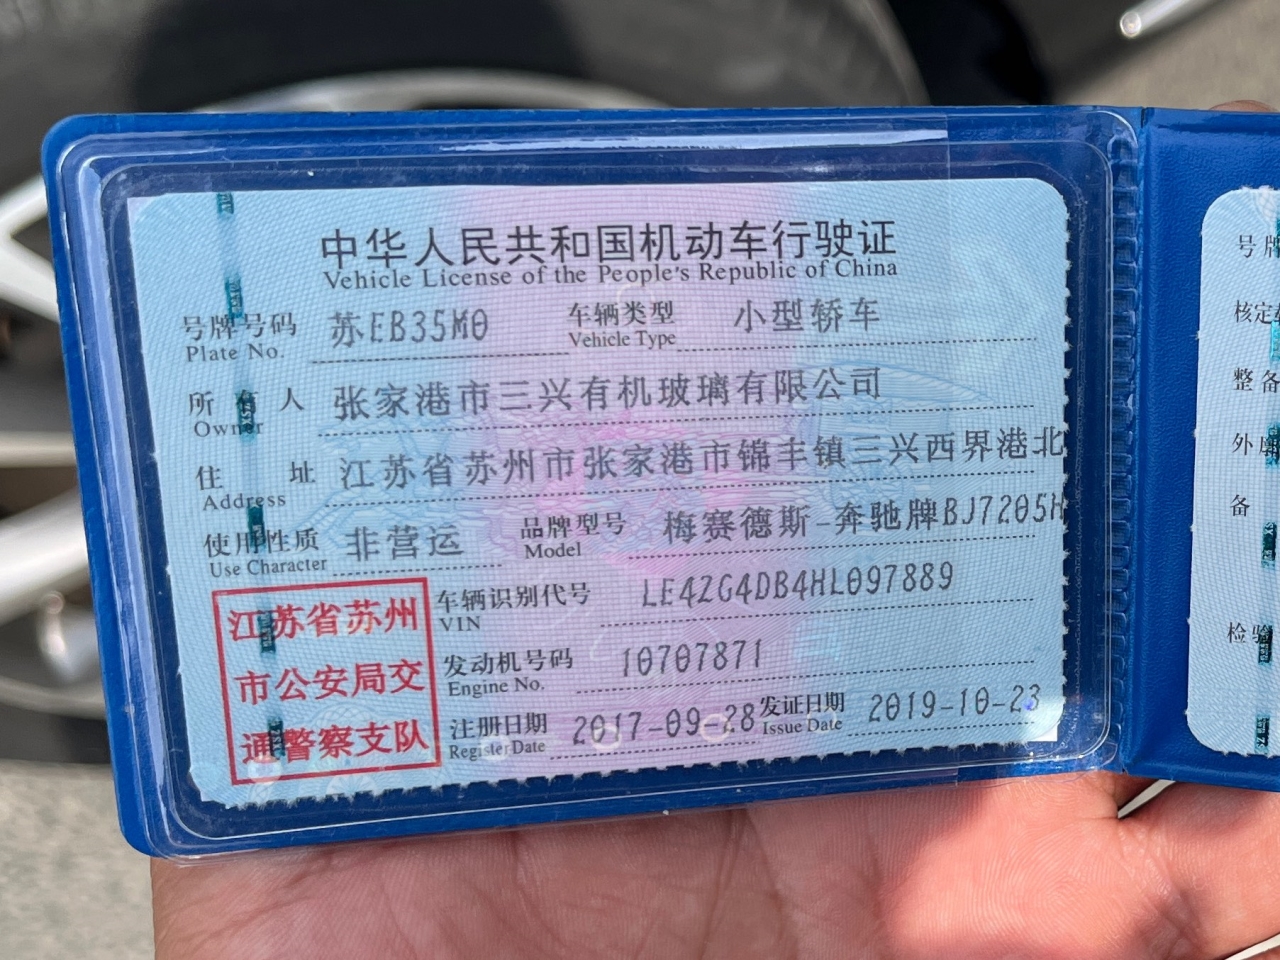 中华人民共和国机动车行驶证
Vehicle License of the People's Republic of China
号牌号码 苏EB35M0 车辆类型 小型轿车
Plate No. Vehicle Type
所有人 张家港市三兴有机玻璃有限公司
Owner
住址 江苏省苏州市张家港市锦丰镇三兴西界港北
Address
使用性质 非营运 品牌型号 梅赛德斯-奔驰牌BJ7205H
Use Character Model
江苏省苏州
市公安局交
通警察支队
车辆识别代号 LE4ZG4DB4HL097889
VIN
发动机号码 10707871
Engine No.
注册日期 2017-09-28 发证日期 2019-10-23
Register Date Issue Date
号牌
核定
整备
外廓
备
检验